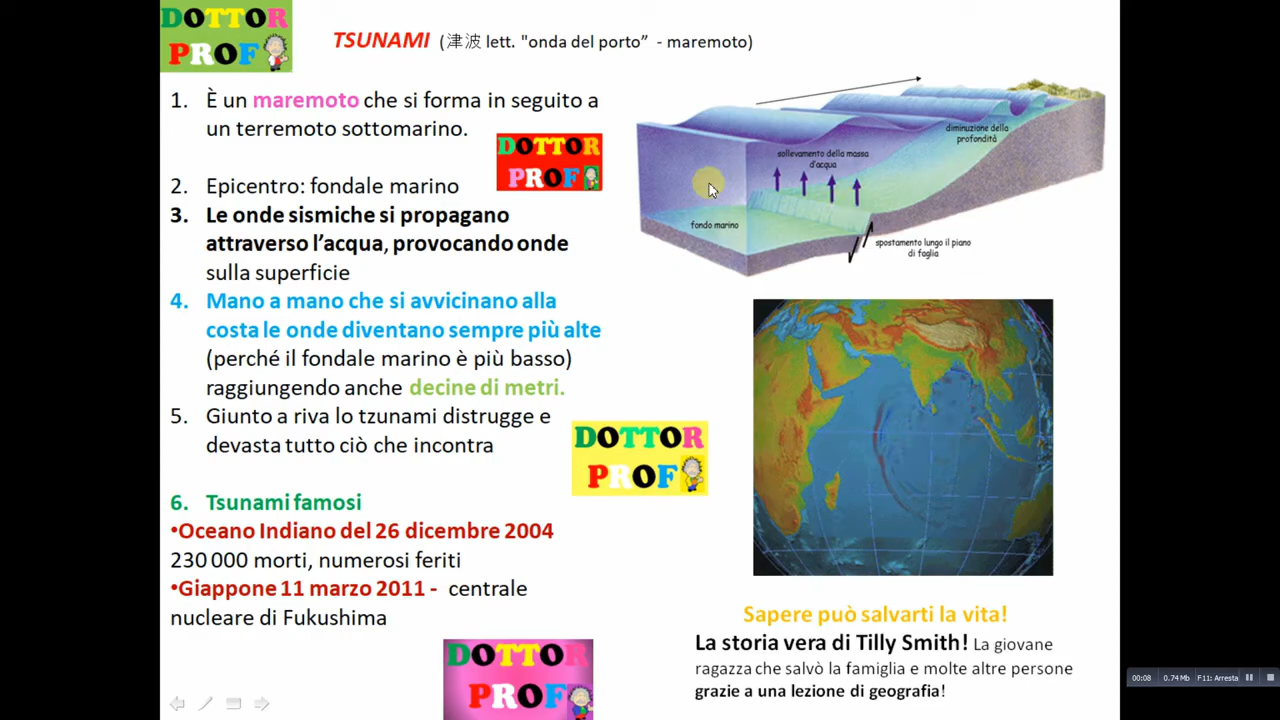 DOTTOR
PROF
TSUNAMI (津波 lett. "onda del porto” - maremoto)
1. È un maremoto che si forma in seguito a
un terremoto sottomarino.
DOTTOR
PROF
2. Epicentro: fondale marino
3. Le onde sismiche si propagano
attraverso l’acqua, provocando onde
sulla superficie
4. Mano a mano che si avvicinano alla
costa le onde diventano sempre più alte
(perché il fondale marino è più basso)
raggiungendo anche decine di metri.
5. Giunto a riva lo tzunami distrugge e
devasta tutto ciò che incontra
DOTTOR
PROF
6. Tsunami famosi
•Oceano Indiano del 26 dicembre 2004
230 000 morti, numerosi feriti
•Giappone 11 marzo 2011 - centrale
nucleare di Fukushima
DOTTOR
PROF
diminuzione della
profondità
sollevamento della massa
d'acqua
fondo marino
spostamento lungo il piano
di faglia
Sapere può salvarti la vita!
La storia vera di Tilly Smith! La giovane
ragazza che salvò la famiglia e molte altre persone
grazie a una lezione di geografia!
00:08 0.74 Mb F11: Arresta